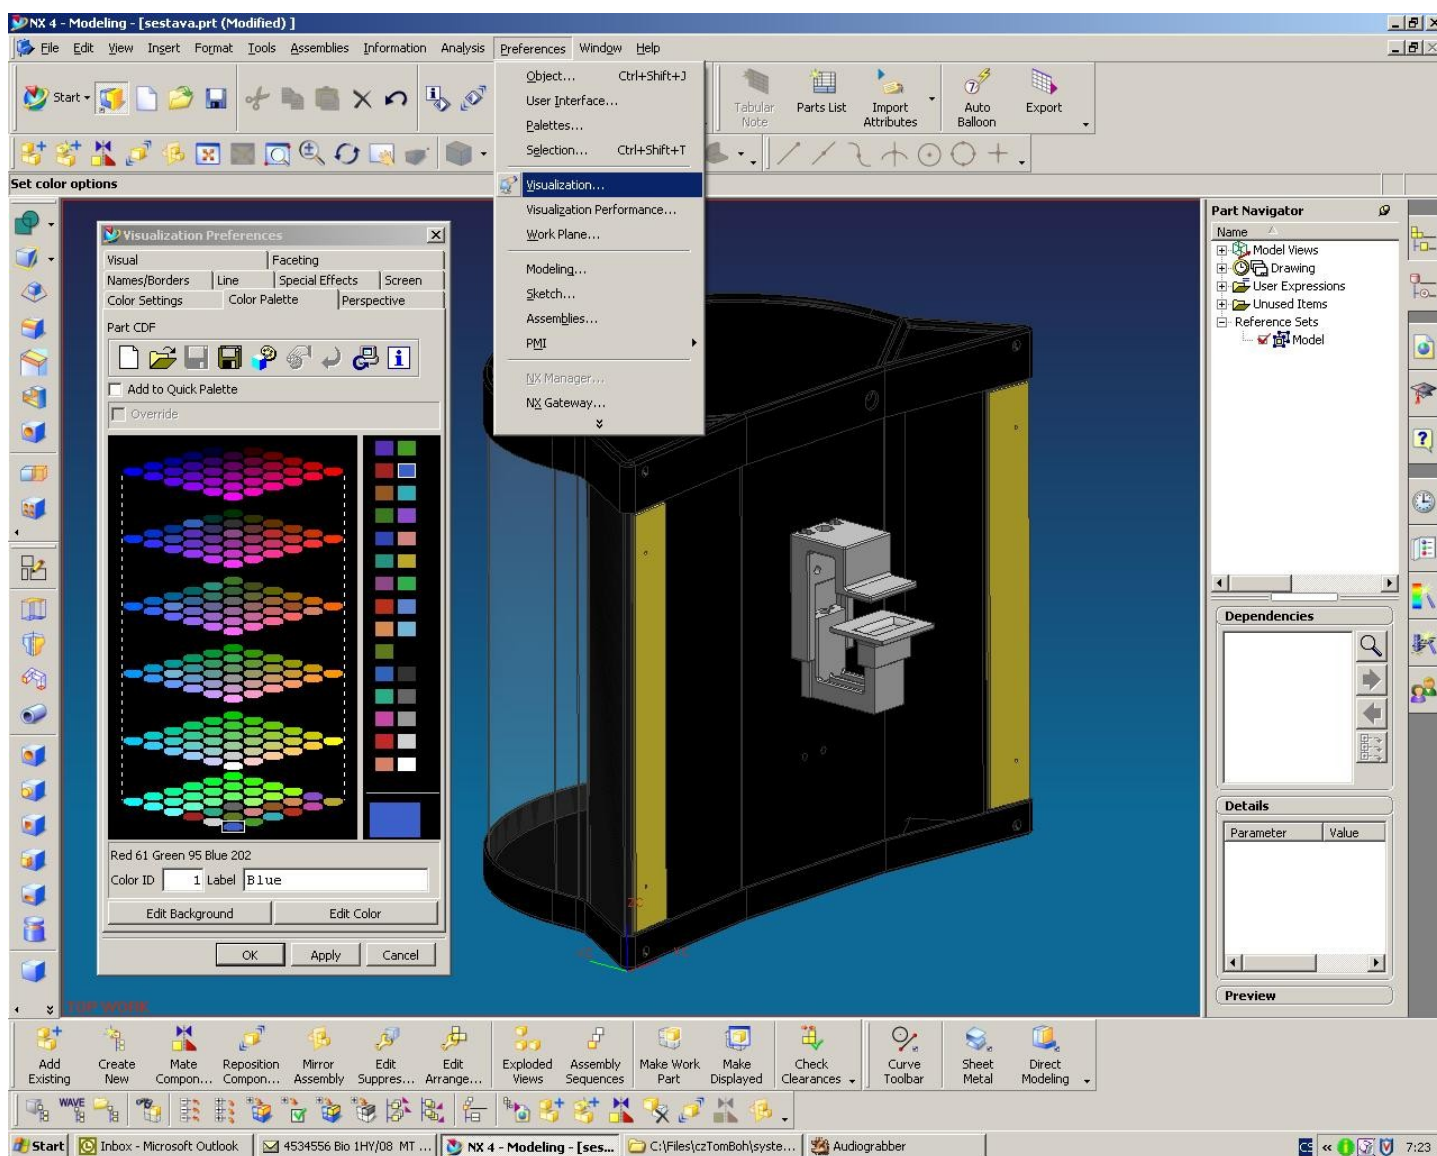 NX 4 - Modeling - [sestava.prt (Modified) ]
File Edit View Insert Format Tools Assemblies Information Analysis Preferences Window Help
Start
Tabular Note
Parts List
Import Attributes
Auto Balloon
Export
Object... Ctrl+Shift+J
User Interface...
Palettes...
Selection... Ctrl+Shift+T
Visualization...
Visualization Performance...
Work Plane...
Modeling...
Sketch...
Assemblies...
PMI
NX Manager...
NX Gateway...
Set color options
Visualization Preferences
Visual Faceting
Names/Borders Line Special Effects Screen
Color Settings Color Palette Perspective
Part CDF
Add to Quick Palette
Override
Red 61 Green 95 Blue 202
Color ID 1 Label Blue
Edit Background Edit Color
OK Apply Cancel
TOP WORK
Part Navigator
Name
Model Views
Drawing
User Expressions
Unused Items
Reference Sets
Model
Dependencies
Details
Parameter Value
Preview
Add Existing
Create New
Mate Compon...
Reposition Compon...
Mirror Assembly
Edit Suppres...
Edit Arrange...
Exploded Views
Assembly Sequences
Make Work Part
Make Displayed
Check Clearances
Curve Toolbar
Sheet Metal
Direct Modeling
WAVE
Start Inbox - Microsoft Outlook 4534556 Bio 1HY/08 MT ... NX 4 - Modeling - [ses... C:\Files\czTomBoh\syste... Audiograbber CS « 7:23